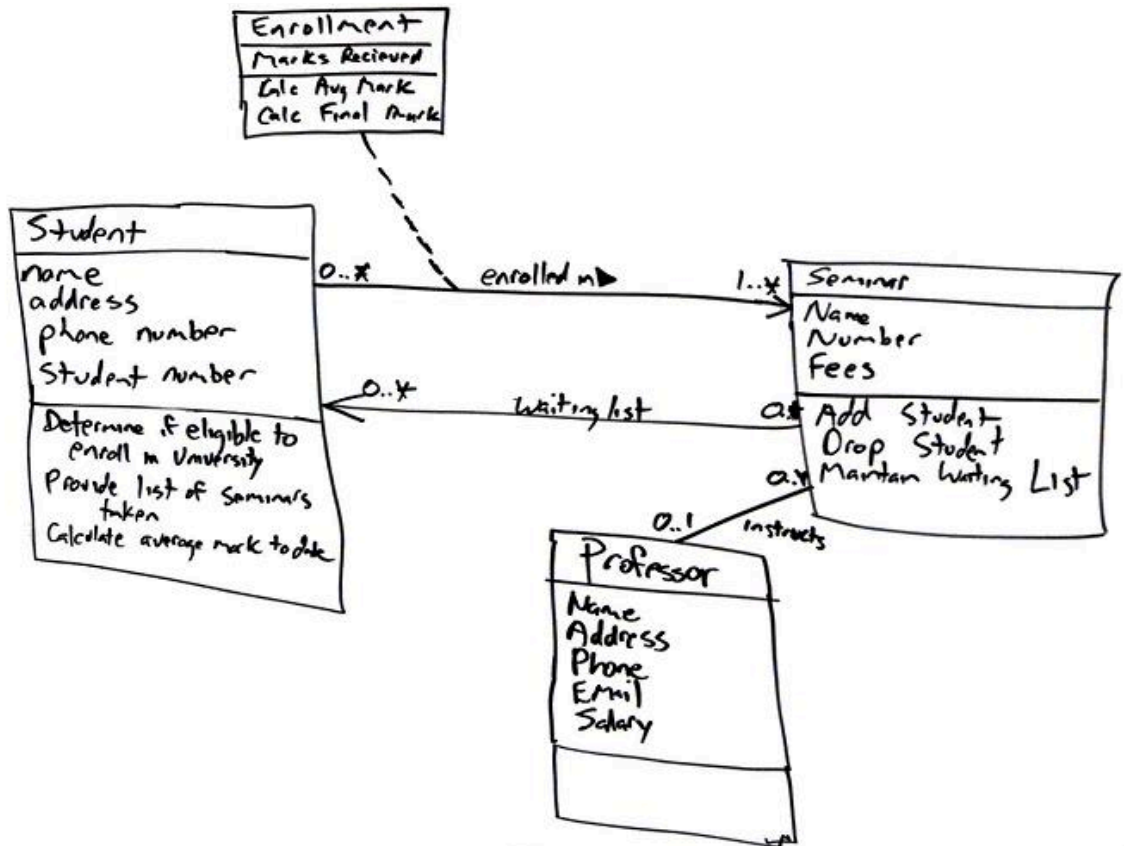 Enrollment
Marks Recieved
Calc Avg Mark
Calc Final Mark
Student
name
address
phone number
Student number
Determine if eligible to
enroll in University
Provide list of seminars
taken
Calculate average mark to date
0..*
enrolled in
1..*
0..*
Waiting list
0..*
Seminar
Name
Number
Fees
Add Student
Drop Student
Maintain Waiting List
0..*
0..1
instructs
Professor
Name
Address
Phone
Email
Salary